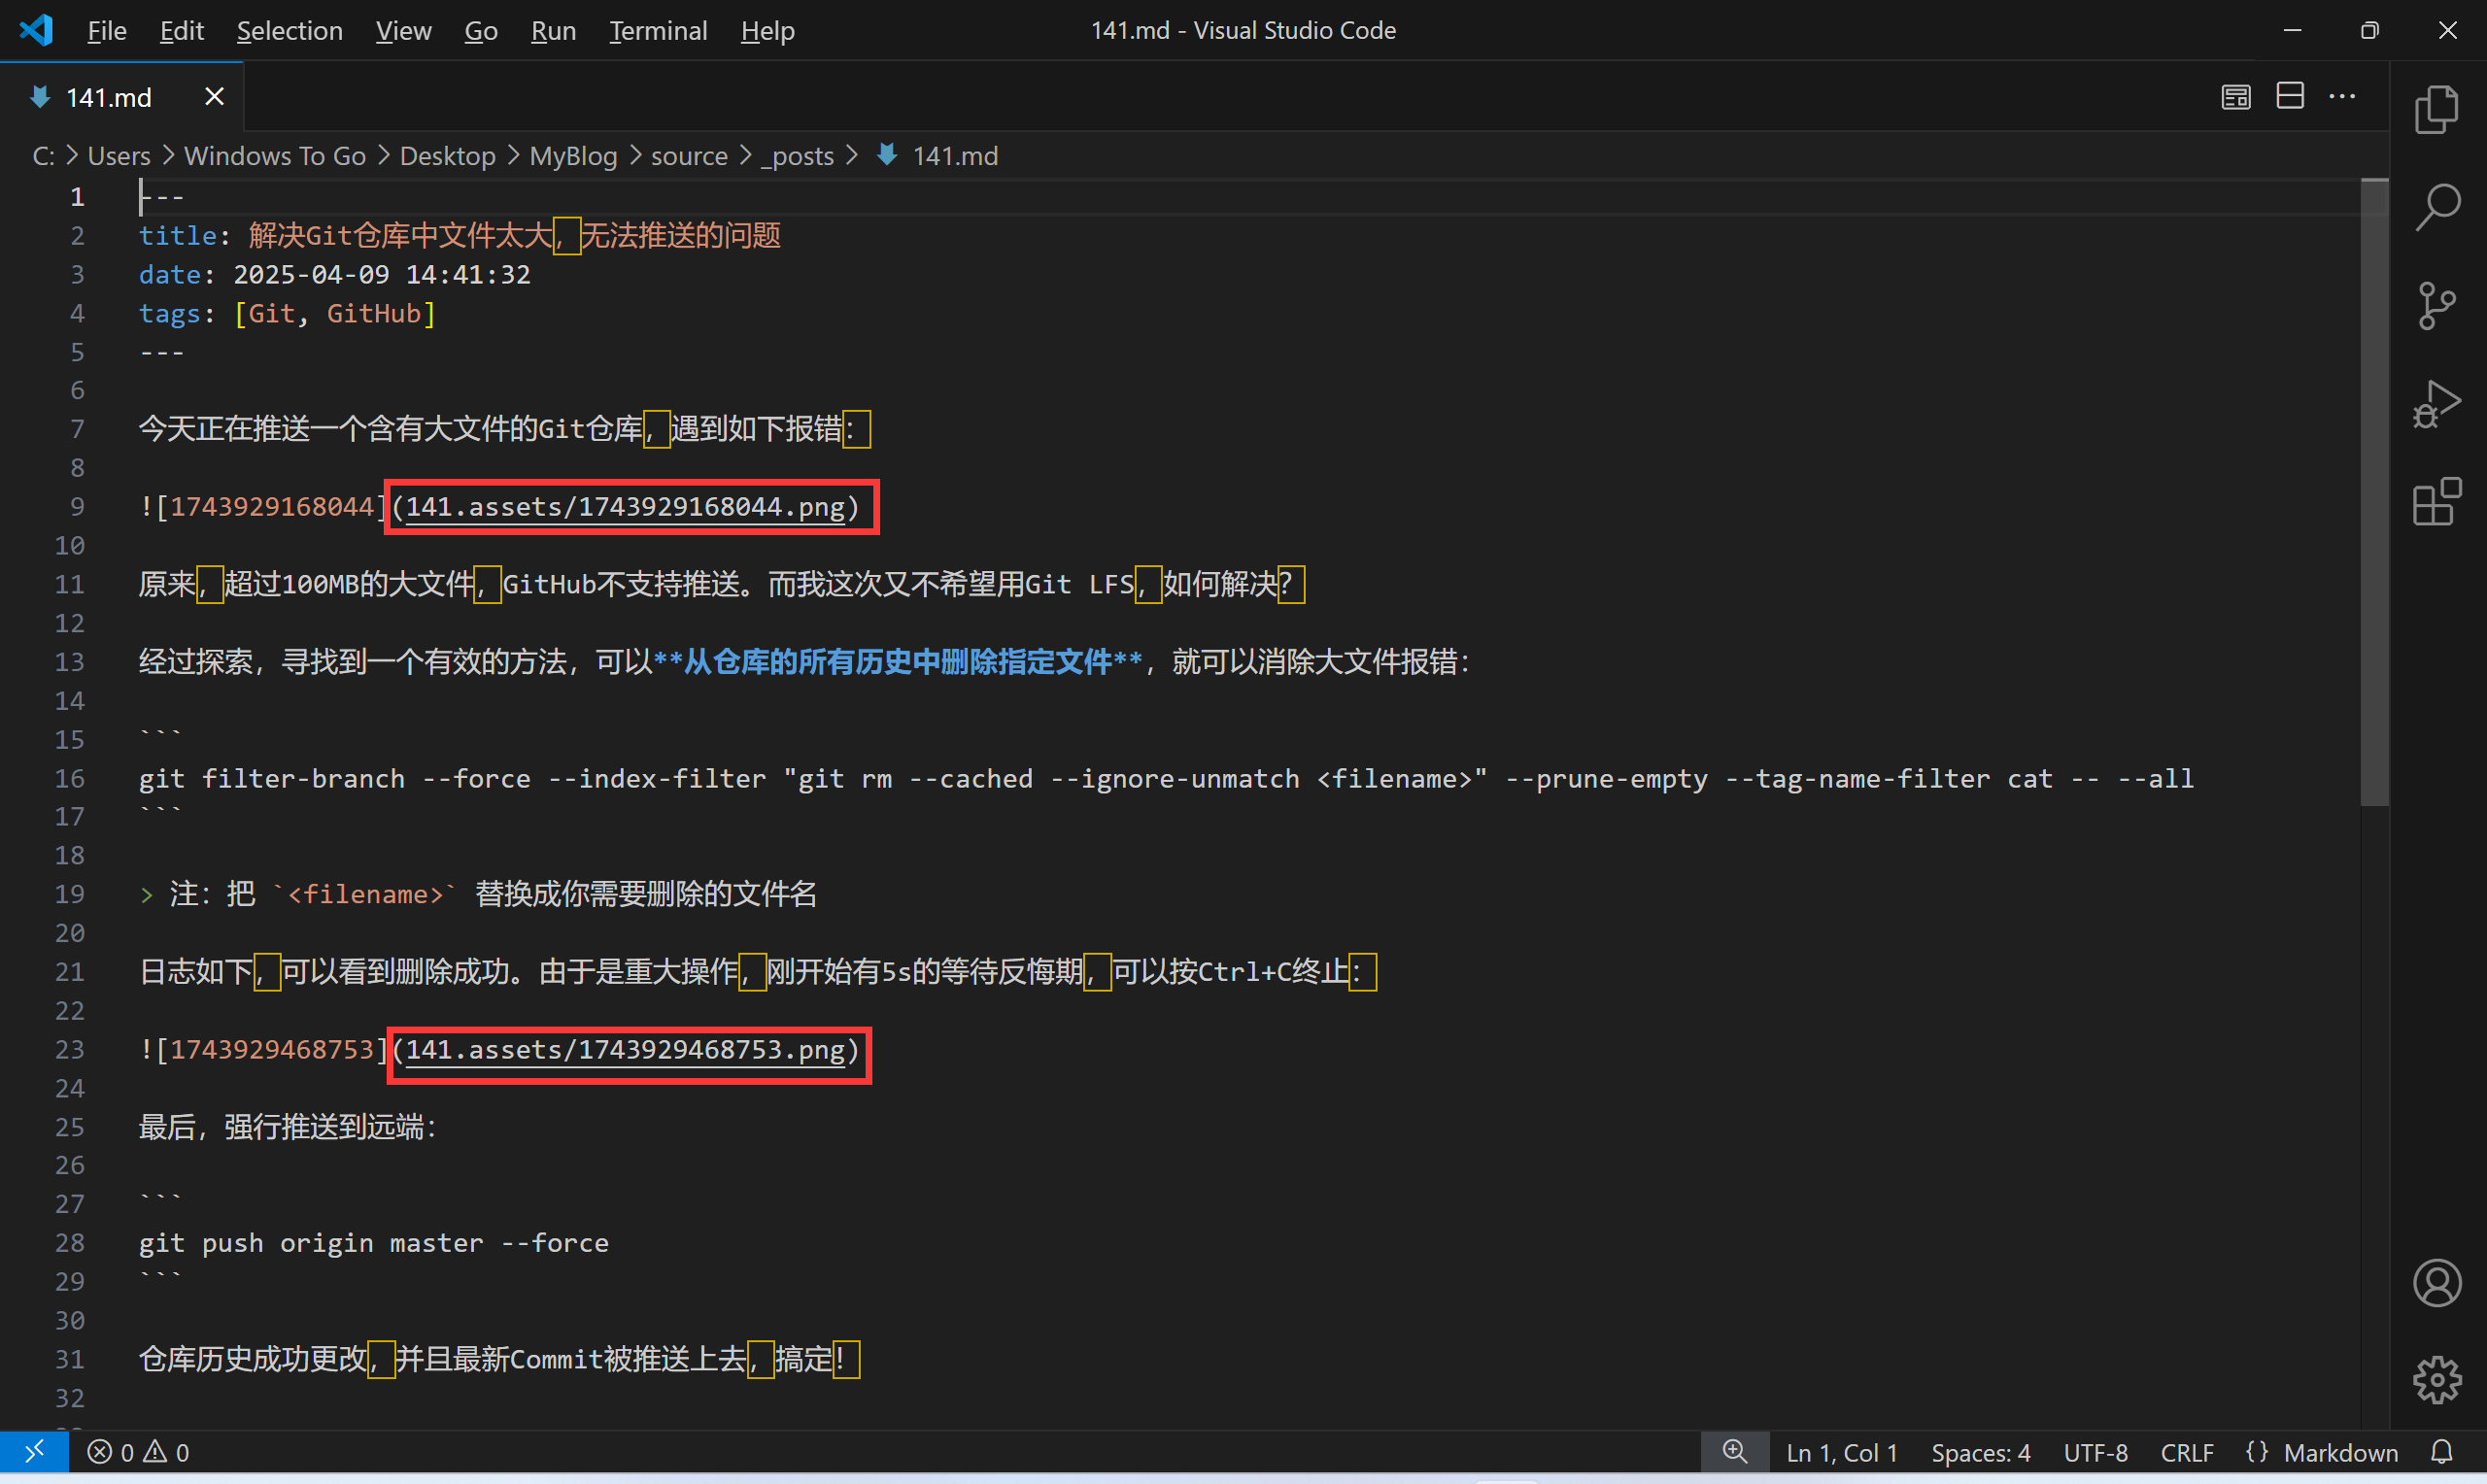 File Edit Selection View Go Run Terminal Help
141.md - Visual Studio Code
141.md
C: > Users > Windows To Go > Desktop > MyBlog > source > _posts > 141.md
1 ---
2 title: 解决Git仓库中文件太大，无法推送的问题
3 date: 2025-04-09 14:41:32
4 tags: [Git, GitHub]
5 ---
6
7 今天正在推送一个含有大文件的Git仓库，遇到如下报错：
8
9 ![1743929168044](141.assets/1743929168044.png)
10
11 原来，超过100MB的大文件，GitHub不支持推送。而我这次又不希望用Git LFS，如何解决？
12
13 经过探索，寻找到一个有效的方法，可以**从仓库的所有历史中删除指定文件**，就可以消除大文件报错：
14
15 ```
16 git filter-branch --force --index-filter "git rm --cached --ignore-unmatch <filename>" --prune-empty --tag-name-filter cat -- --all
17 ```
18
19 > 注：把 `<filename>` 替换成你需要删除的文件名
20
21 日志如下，可以看到删除成功。由于是重大操作，刚开始有5s的等待反悔期，可以按Ctrl+C终止：
22
23 ![1743929468753](141.assets/1743929468753.png)
24
25 最后，强行推送到远端：
26
27 ```
28 git push origin master --force
29 ```
30
31 仓库历史成功更改，并且最新Commit被推送上去，搞定！
32
0 0
Ln 1, Col 1 Spaces: 4 UTF-8 CRLF {} Markdown